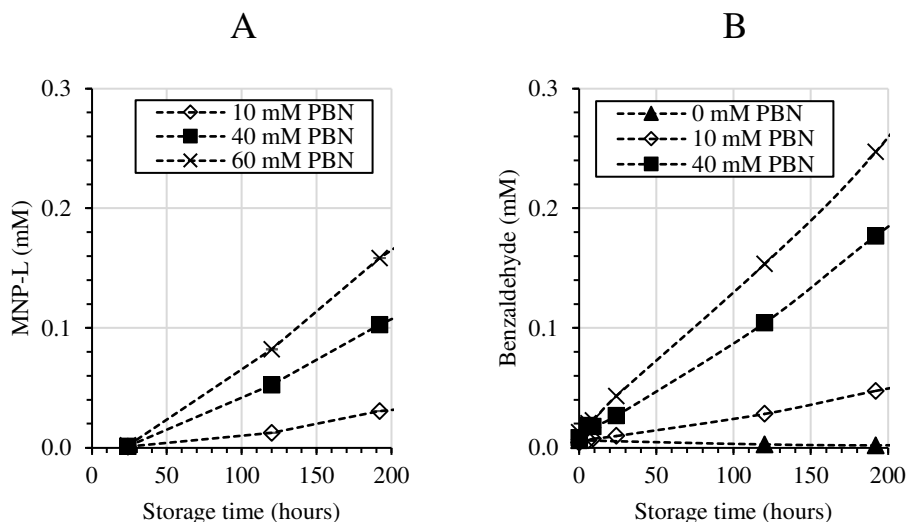 A
B
0.3
0.2
0.1
0.0
MNP-L (mM)
10 mM PBN
40 mM PBN
60 mM PBN
0 50 100 150 200
Storage time (hours)
0.3
0.2
0.1
0.0
Benzaldehyde (mM)
0 mM PBN
10 mM PBN
40 mM PBN
0 50 100 150 200
Storage time (hours)